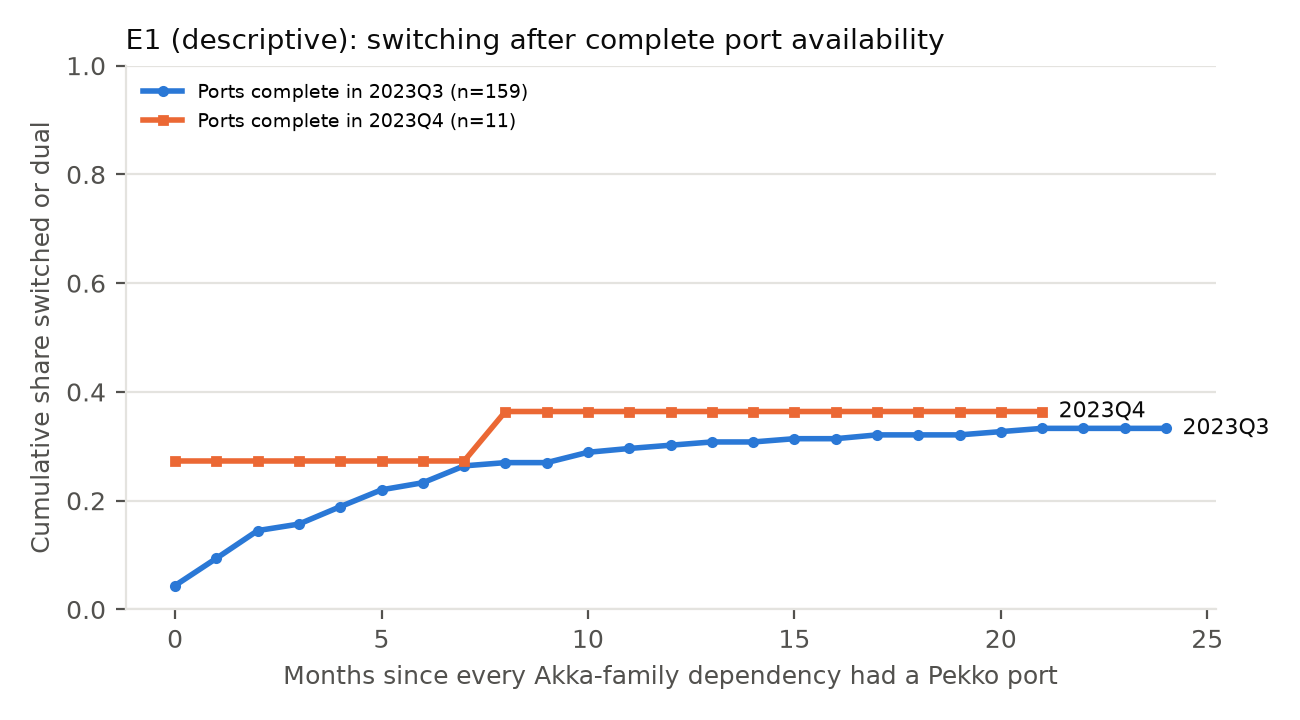 E1 (descriptive): switching after complete port availability
Cumulative share switched or dual
1.0
0.8
0.6
0.4
0.2
0.0
Ports complete in 2023Q3 (n=159)
Ports complete in 2023Q4 (n=11)
2023Q4
2023Q3
0 5 10 15 20 25
Months since every Akka-family dependency had a Pekko port